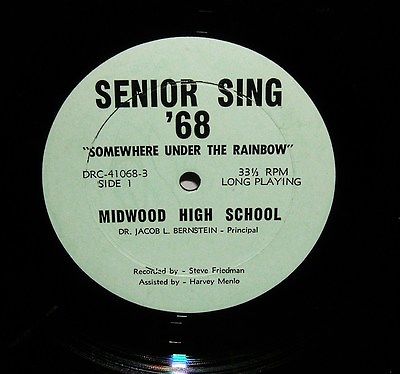 SENIOR SING
'68
"SOMEWHERE UNDER THE RAINBOW"
DRC-41068-3 33⅓ RPM
SIDE 1 LONG PLAYING
MIDWOOD HIGH SCHOOL
DR. JACOB L. BERNSTEIN - Principal
Recorded by - Steve Friedman
Assisted by - Harvey Menlo